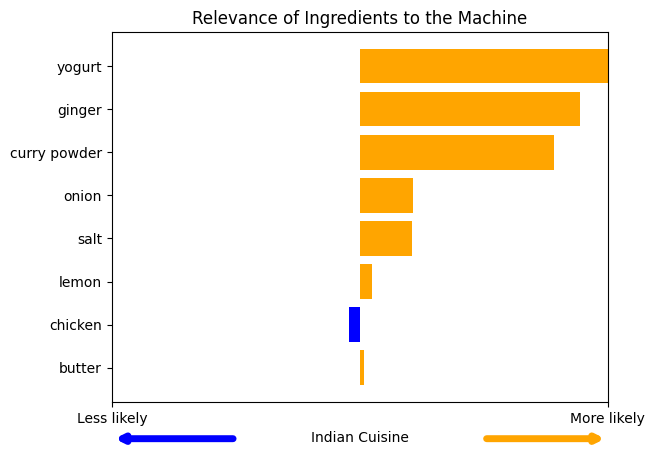 Relevance of Ingredients to the Machine
yogurt
ginger
curry powder
onion
salt
lemon
chicken
butter
Less likely
More likely
Indian Cuisine